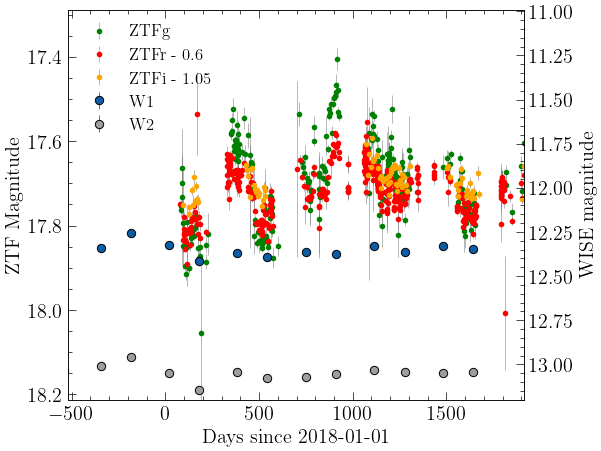 ZTFg
ZTFr - 0.6
ZTFi - 1.05
W1
W2
17.4
17.6
17.8
18.0
18.2
ZTF Magnitude
11.00
11.25
11.50
11.75
12.00
12.25
12.50
12.75
13.00
WISE magnitude
−500 0 500 1000 1500
Days since 2018-01-01